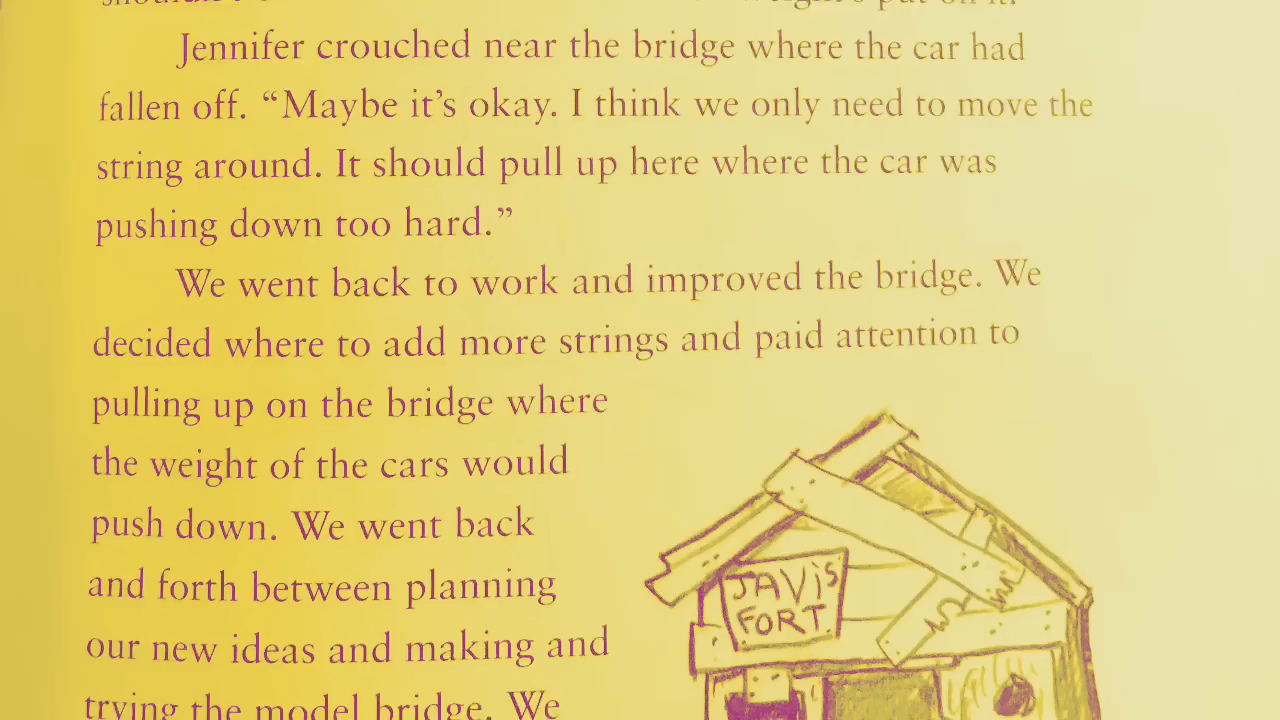 Jennifer crouched near the bridge where the car had
fallen off. “Maybe it’s okay. I think we only need to move the
string around. It should pull up here where the car was
pushing down too hard.”
We went back to work and improved the bridge. We
decided where to add more strings and paid attention to
pulling up on the bridge where
the weight of the cars would
push down. We went back
and forth between planning
our new ideas and making and
trying the model bridge. We
JAVIS
FORT